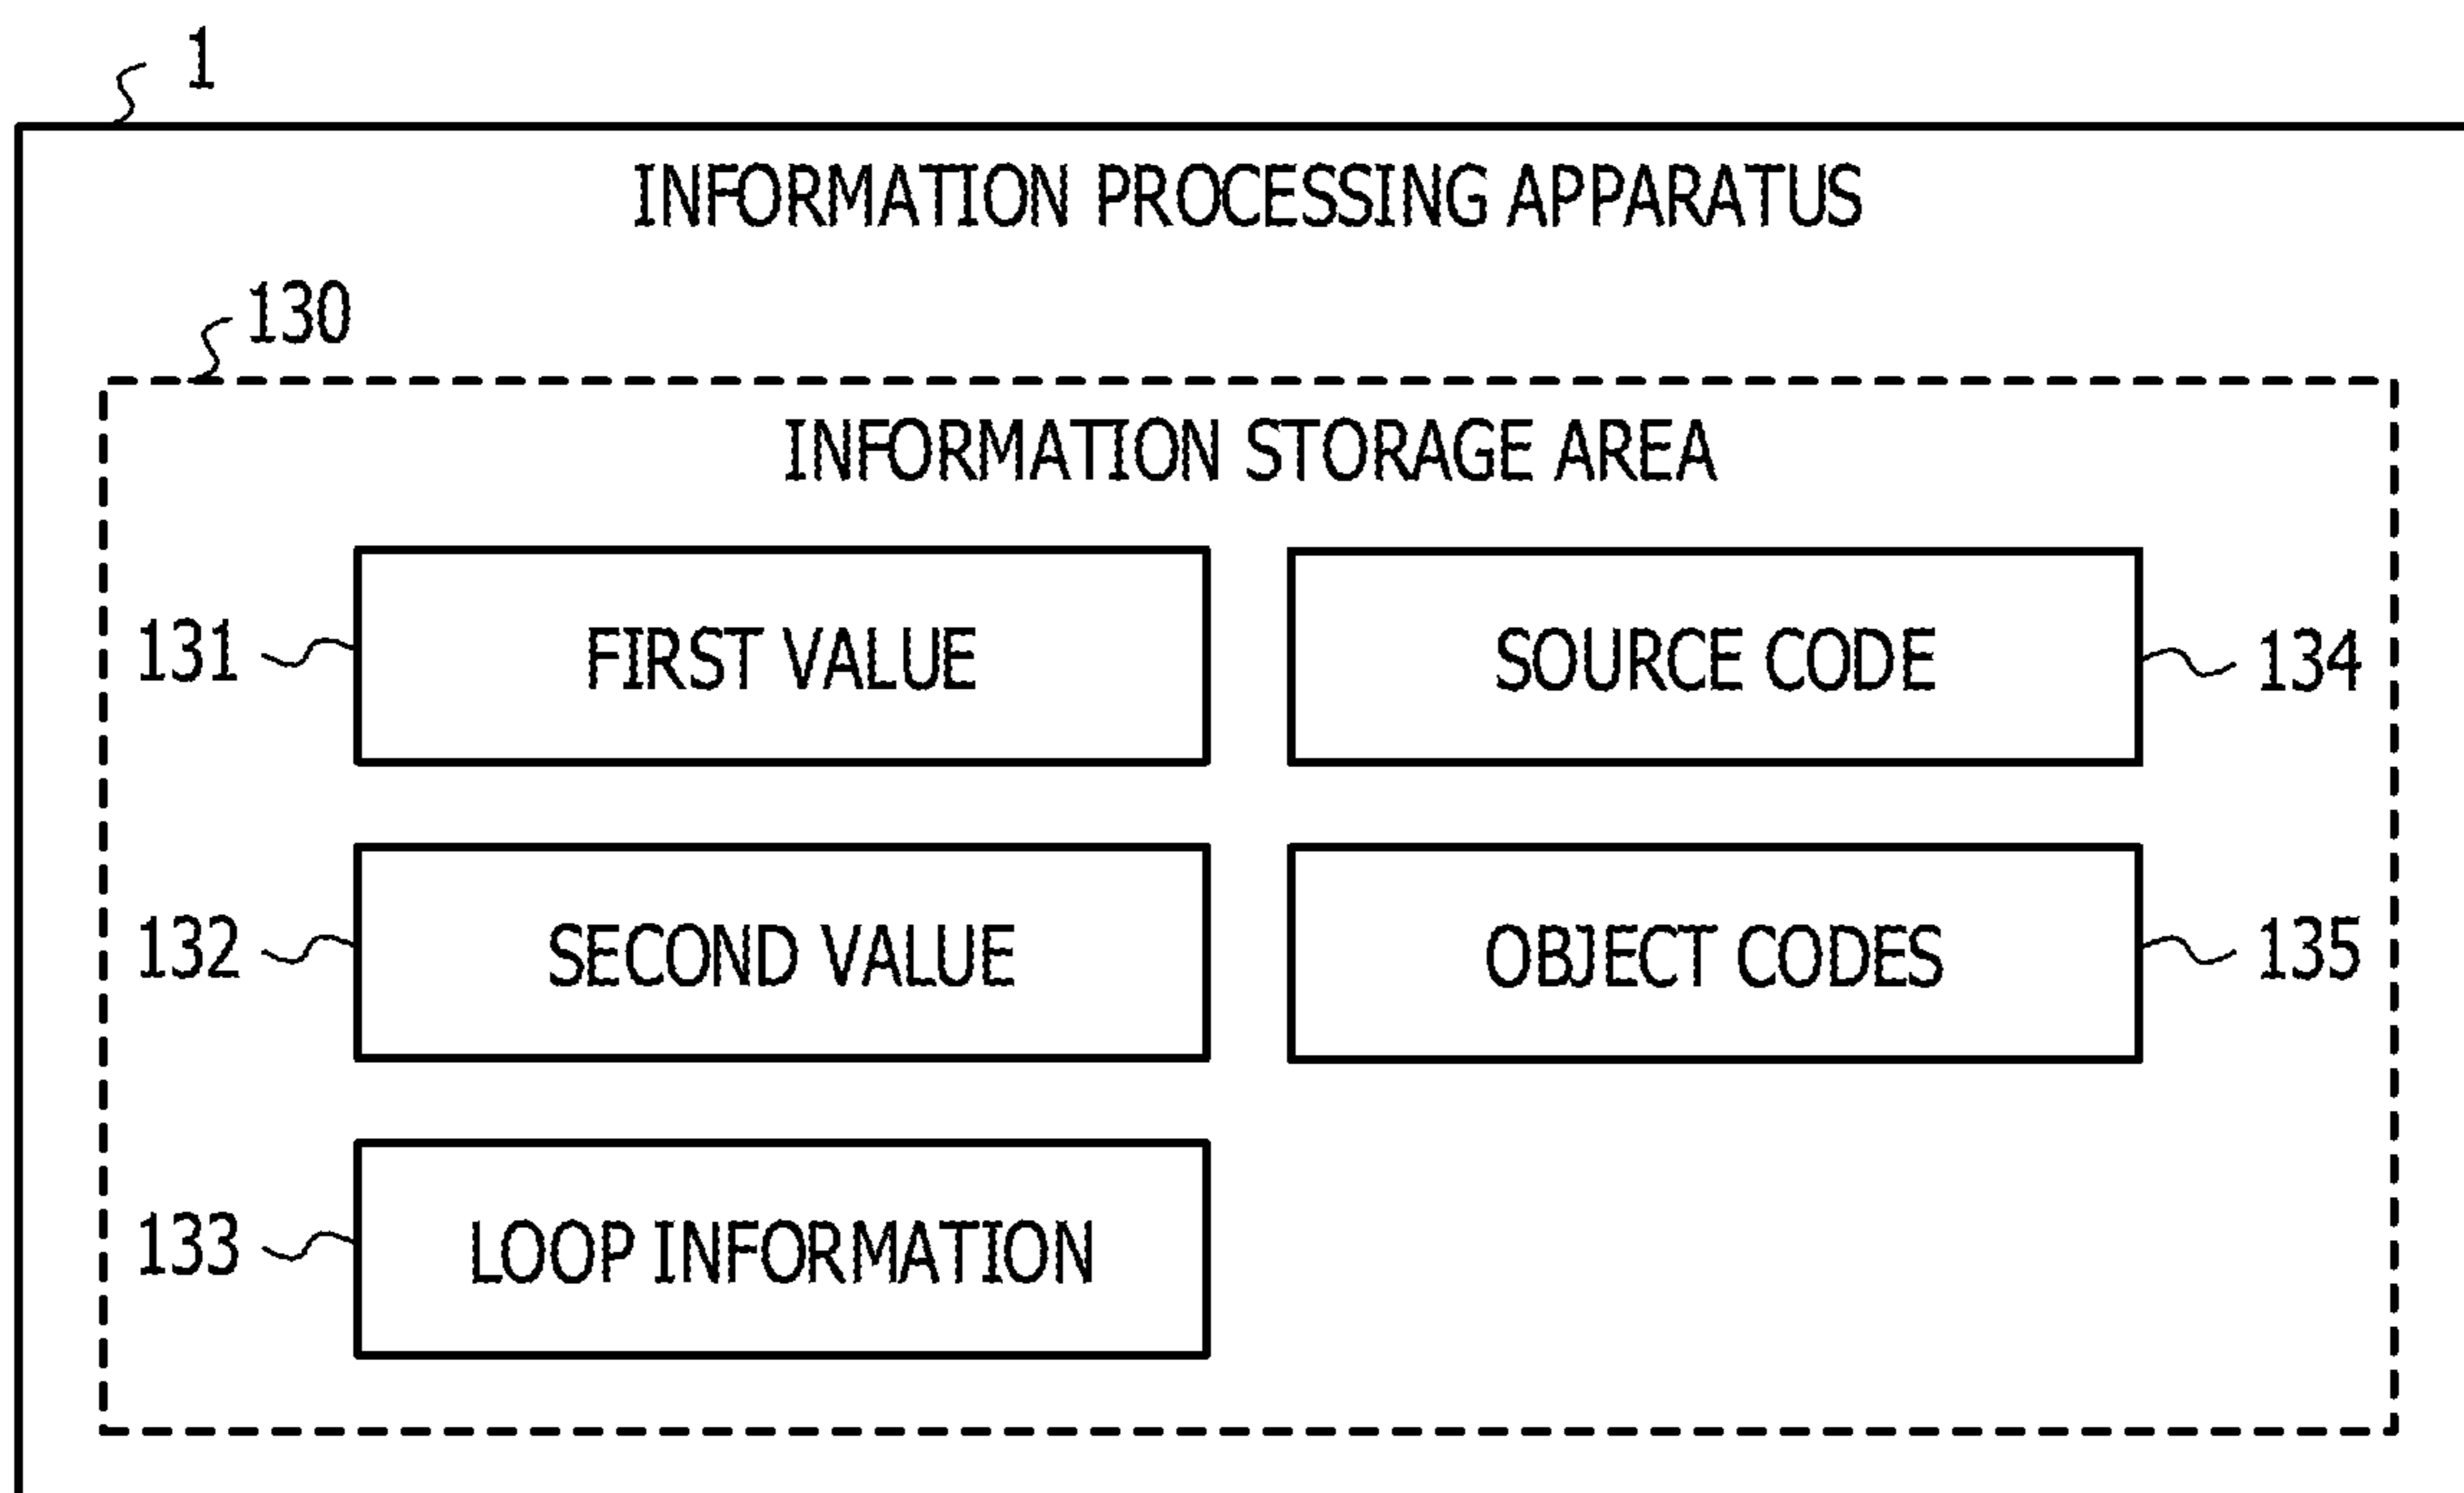 1
INFORMATION PROCESSING APPARATUS
130
INFORMATION STORAGE AREA
131 FIRST VALUE SOURCE CODE 134
132 SECOND VALUE OBJECT CODES 135
133 LOOP INFORMATION